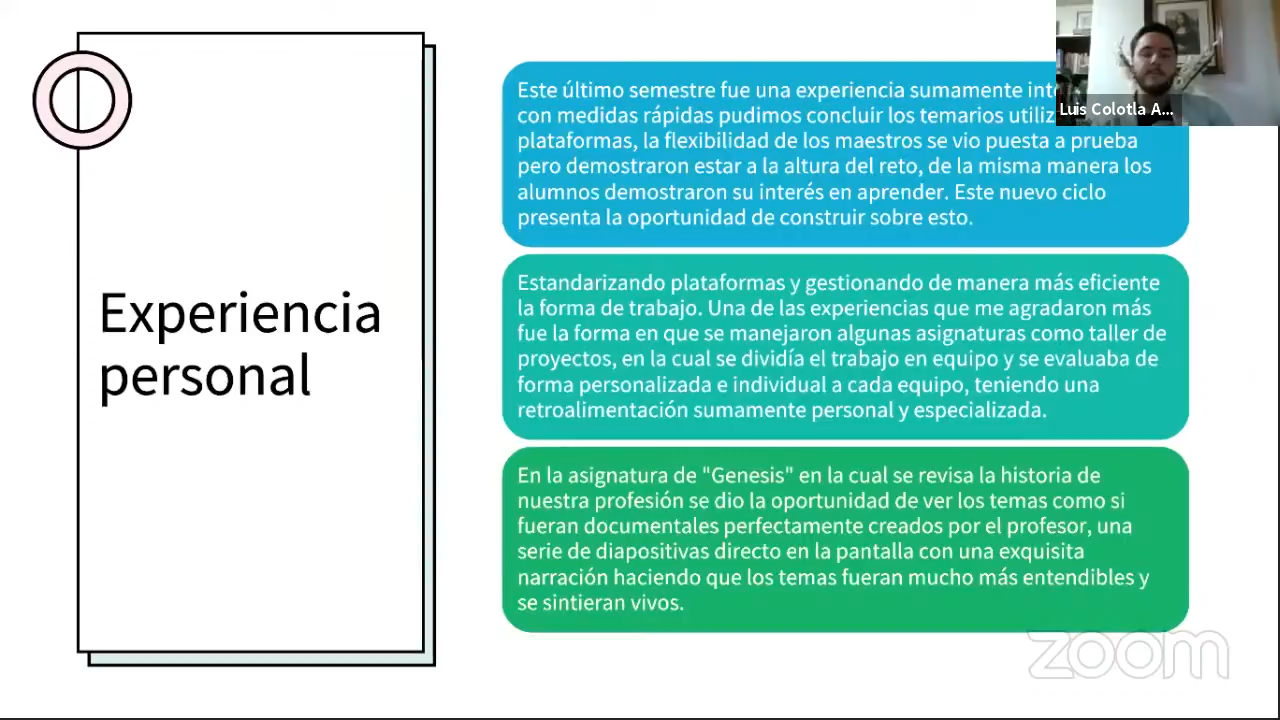 Experiencia
personal
Este último semestre fue una experiencia sumamente
con medidas rápidas pudimos concluir los temarios
plataformas, la flexibilidad de los maestros se vio puesta a prueba
pero demostraron estar a la altura del reto, de la misma manera los
alumnos demostraron su interés en aprender. Este nuevo ciclo
presenta la oportunidad de construir sobre esto.
Estandarizando plataformas y gestionando de manera más eficiente
la forma de trabajo. Una de las experiencias que me agradaron más
fue la forma en que se manejaron algunas asignaturas como taller de
proyectos, en la cual se dividía el trabajo en equipo y se evaluaba de
forma personalizada e individual a cada equipo, teniendo una
retroalimentación sumamente personal y especializada.
En la asignatura de "Genesis" en la cual se revisa la historia de
nuestra profesión se dio la oportunidad de ver los temas como si
fueran documentales perfectamente creados por el profesor, una
serie de diapositivas directo en la pantalla con una exquisita
narración haciendo que los temas fueran mucho más entendibles y
se sintieran vivos.
Luis Colotla A...
zoom